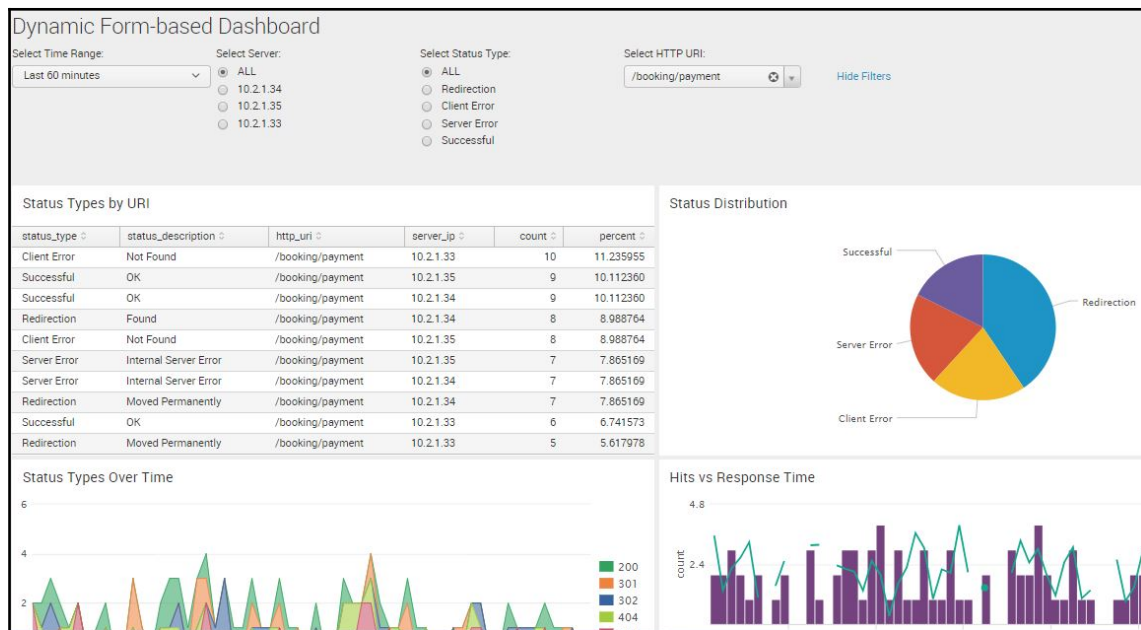 Dynamic Form-based Dashboard
Select Time Range:
Last 60 minutes
Select Server:
ALL
10.2.1.34
10.2.1.35
10.2.1.33
Select Status Type:
ALL
Redirection
Client Error
Server Error
Successful
Select HTTP URI:
/booking/payment
Hide Filters
Status Types by URI
status_type status_description http_uri server_ip count percent
Client Error Not Found /booking/payment 10.2.1.33 10 11.235955
Successful OK /booking/payment 10.2.1.35 9 10.112360
Successful OK /booking/payment 10.2.1.34 9 10.112360
Redirection Found /booking/payment 10.2.1.34 8 8.988764
Client Error Not Found /booking/payment 10.2.1.35 8 8.988764
Server Error Internal Server Error /booking/payment 10.2.1.35 7 7.865169
Server Error Internal Server Error /booking/payment 10.2.1.34 7 7.865169
Redirection Moved Permanently /booking/payment 10.2.1.34 7 7.865169
Successful OK /booking/payment 10.2.1.33 6 6.741573
Redirection Moved Permanently /booking/payment 10.2.1.33 5 5.617978
Status Distribution
Successful
Redirection
Server Error
Client Error
Status Types Over Time
6
4
2
200
301
302
404
Hits vs Response Time
4.8
2.4
count